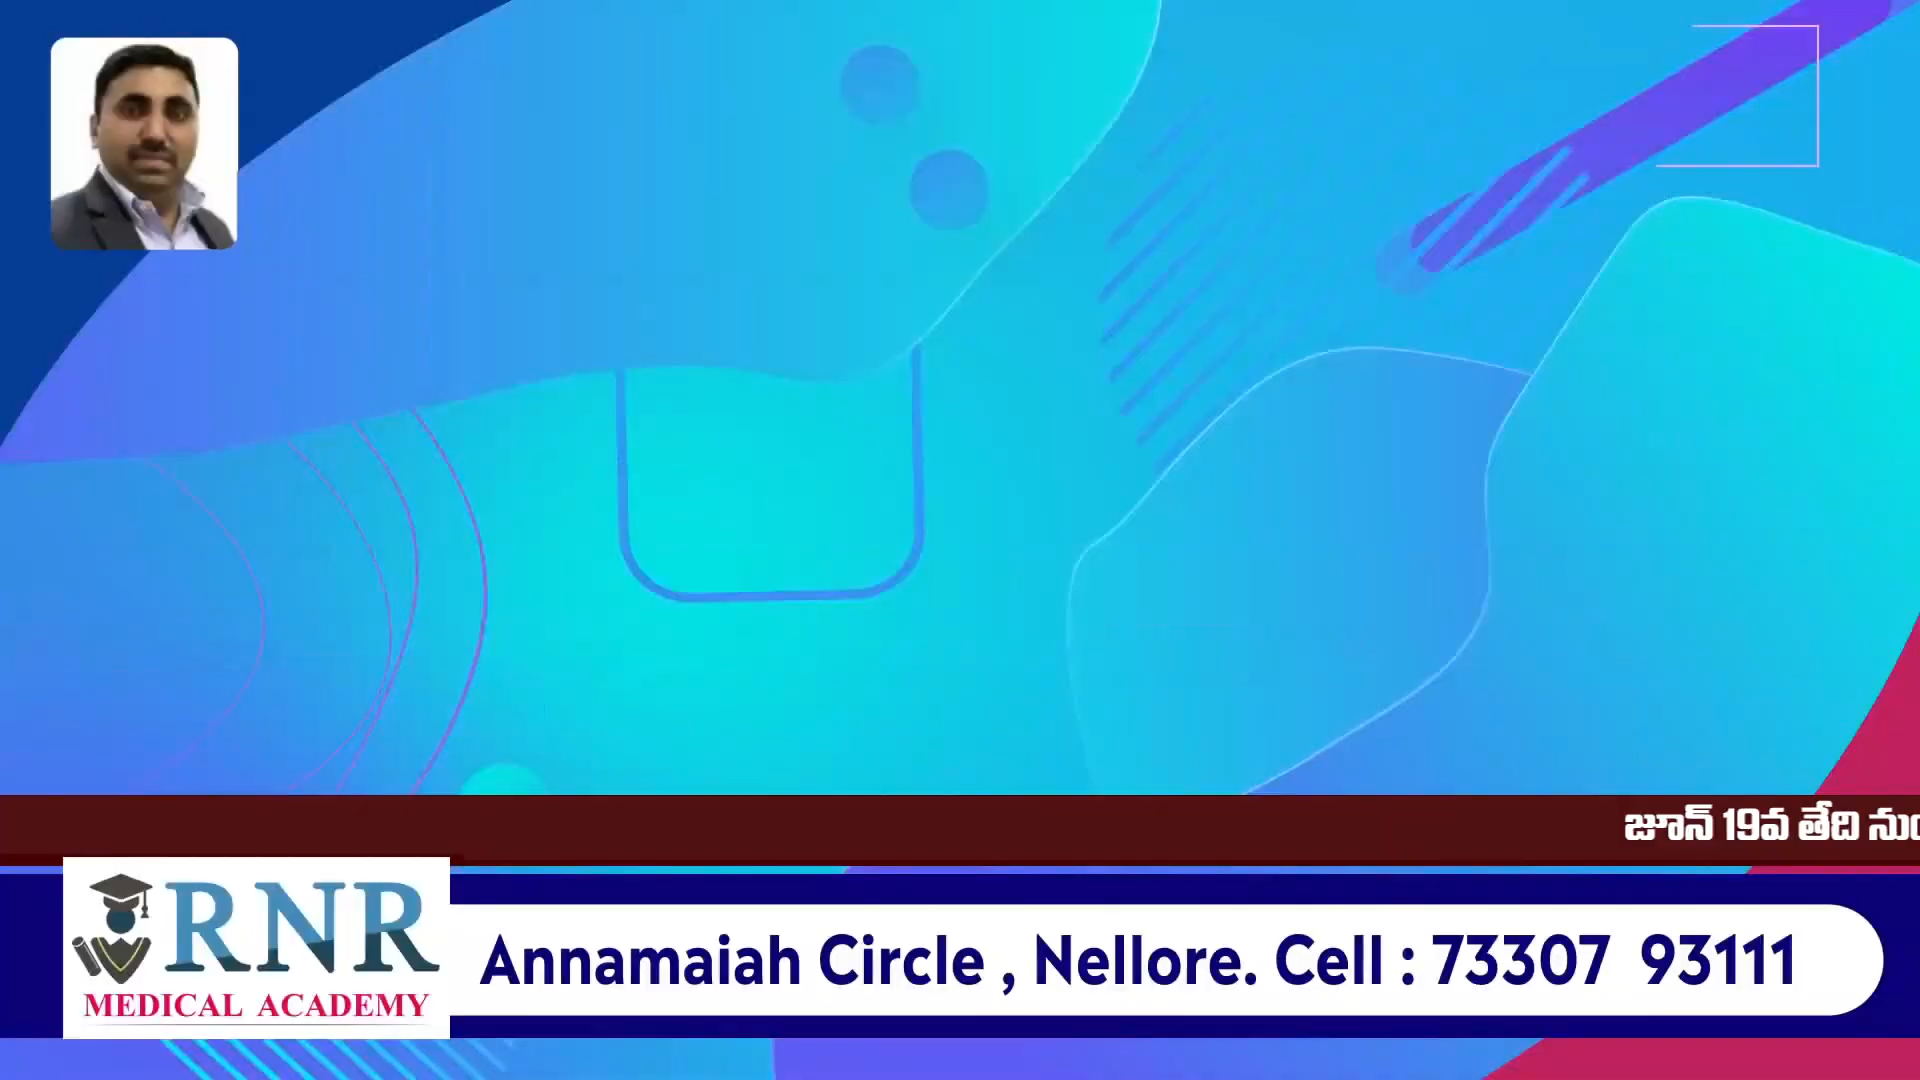 జూన్ 19వ తేది
RNR
MEDICAL ACADEMY
Annamaiah Circle , Nellore. Cell : 73307 93111